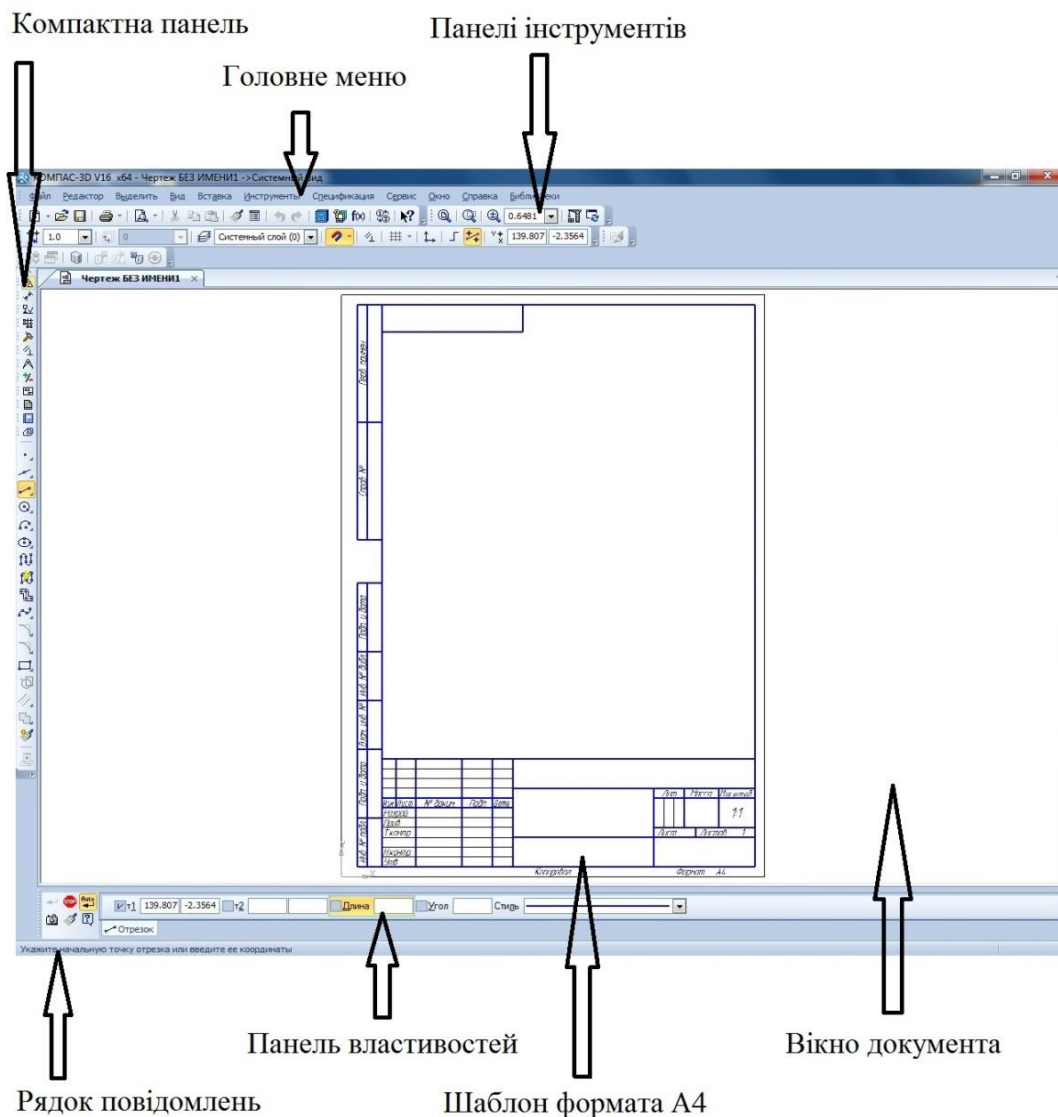 Компактна панель
Панелі інструментів
Головне меню
КОМПАС-3D V16 x64 - Чертеж БЕЗ ИМЕНИ1 ->Системный вид
Файл Редактор Выделить Вид Вставка Инструменты Спецификация Сервис Окно Справка Библиотеки
f(x) 0.6481
1.0 0 Системный слой (0) 139.807 -2.3564
Чертеж БЕЗ ИМЕНИ1
Перв. примен.
Справ. №
Подп. и дата
Инв. № дубл.
Взам. инв. №
Подп. и дата
Инв. № подл.
Лит. Масса Масштаб
Изм. Лист № докум. Подп. Дата
1:1
Разраб.
Пров.
Т.контр.
Лист Листов 1
Н.контр.
Утв.
Копировал Формат A4
Auto
т1 139.807 -2.3564 т2 Длина Угол Стиль
Отрезок
Укажите начальную точку отрезка или введите ее координаты
Панель властивостей
Вікно документа
Рядок повідомлень
Шаблон формата А4